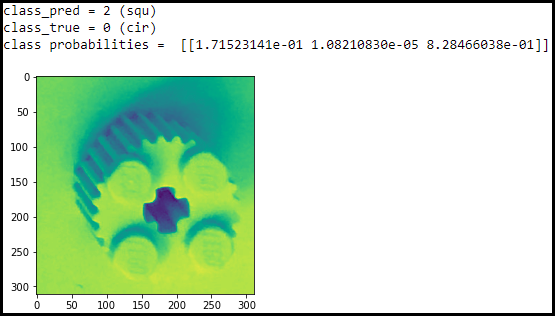 class_pred = 2 (squ)
class_true = 0 (cir)
class probabilities =  [[1.71523141e-01 1.08210830e-05 8.28466038e-01]]
0
50
100
150
200
250
300
0 50 100 150 200 250 300